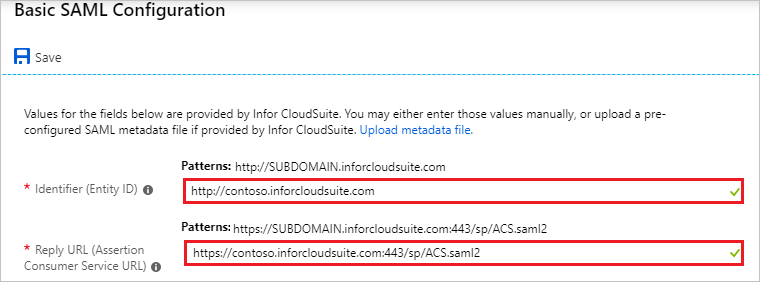 Basic SAML Configuration
Save
Values for the fields below are provided by Infor CloudSuite. You may either enter those values manually, or upload a pre-
configured SAML metadata file if provided by Infor CloudSuite. Upload metadata file.
Patterns: http://SUBDOMAIN.inforcloudsuite.com
* Identifier (Entity ID)
http://contoso.inforcloudsuite.com
Patterns: https://SUBDOMAIN.inforcloudsuite.com:443/sp/ACS.saml2
* Reply URL (Assertion
Consumer Service URL)
https://contoso.inforcloudsuite.com:443/sp/ACS.saml2